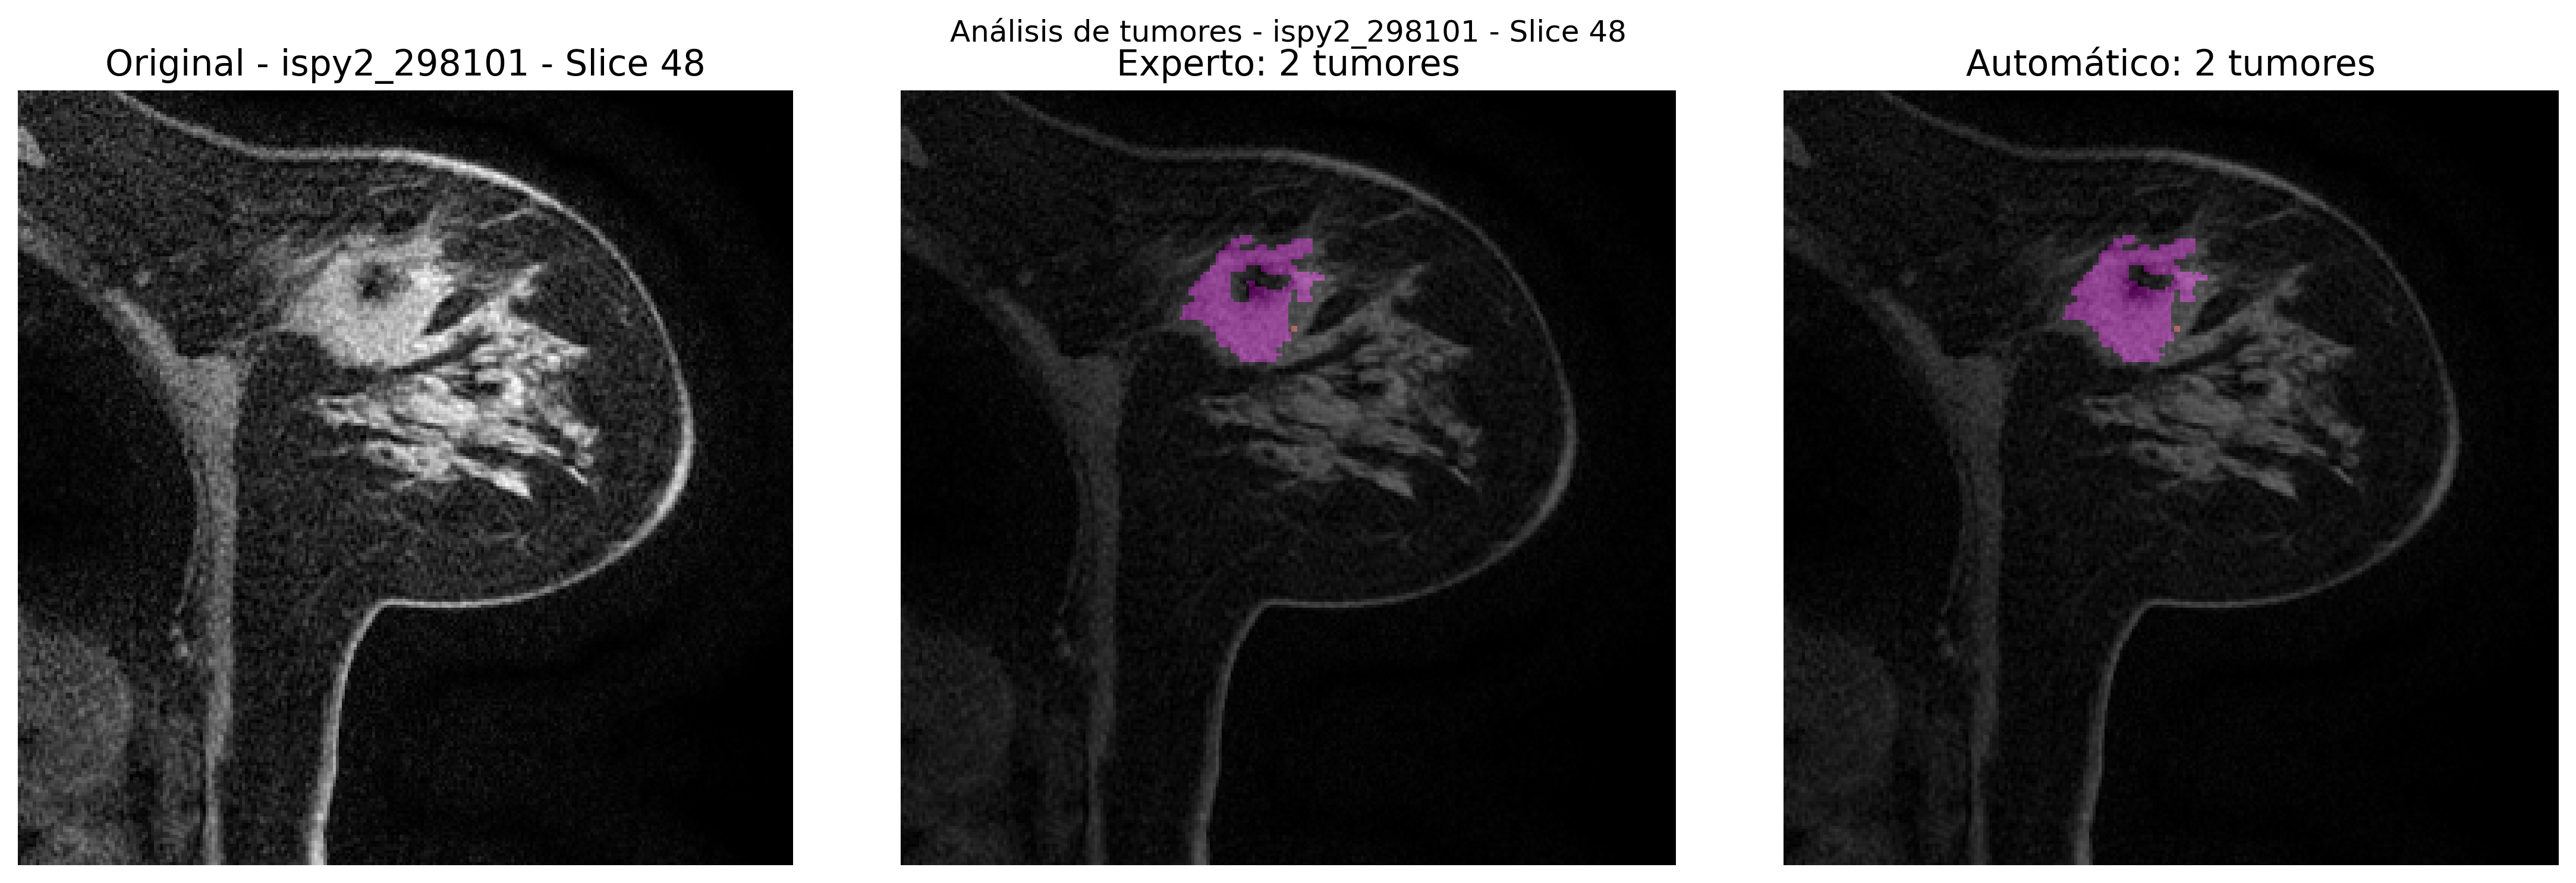 Análisis de tumores - ispy2_298101 - Slice 48
Original - ispy2_298101 - Slice 48
Experto: 2 tumores
Automático: 2 tumores